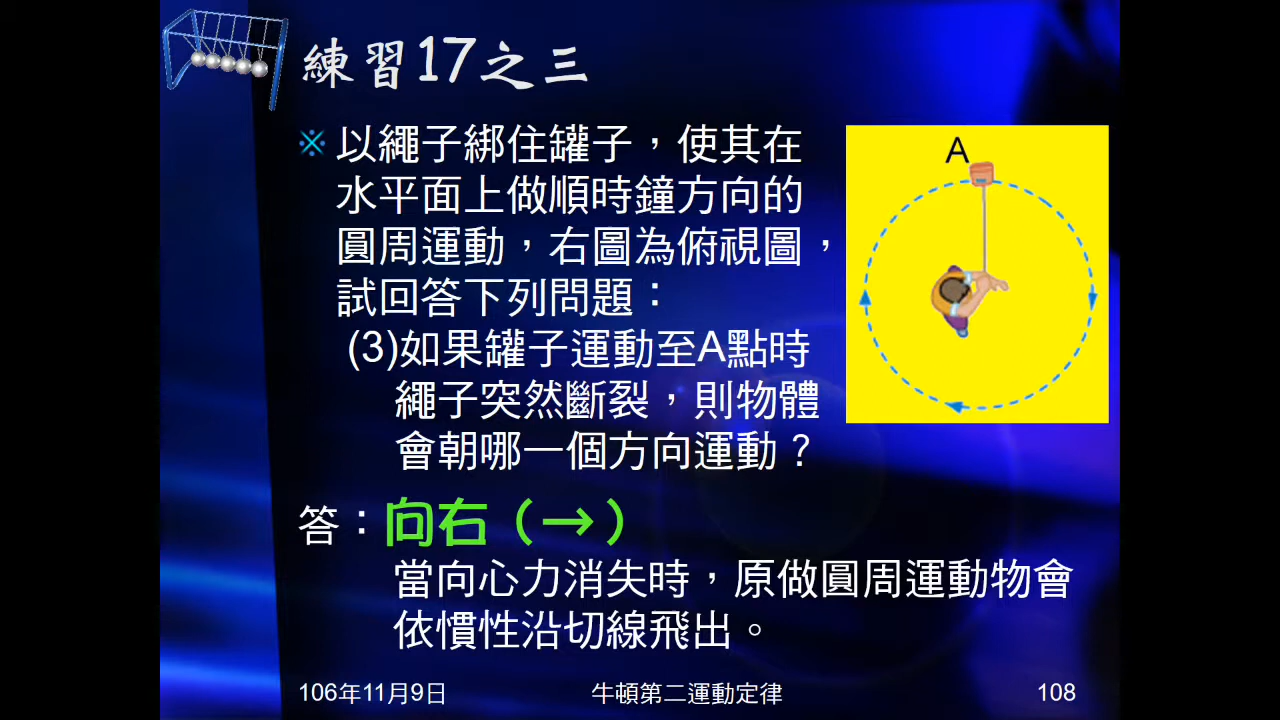 練習17之三
※以繩子綁住罐子，使其在
水平面上做順時鐘方向的
圓周運動，右圖為俯視圖，
試回答下列問題：
(3)如果罐子運動至A點時
繩子突然斷裂，則物體
會朝哪一個方向運動？
A
答：向右（→）
當向心力消失時，原做圓周運動物會
依慣性沿切線飛出。
106年11月9日
牛頓第二運動定律
108